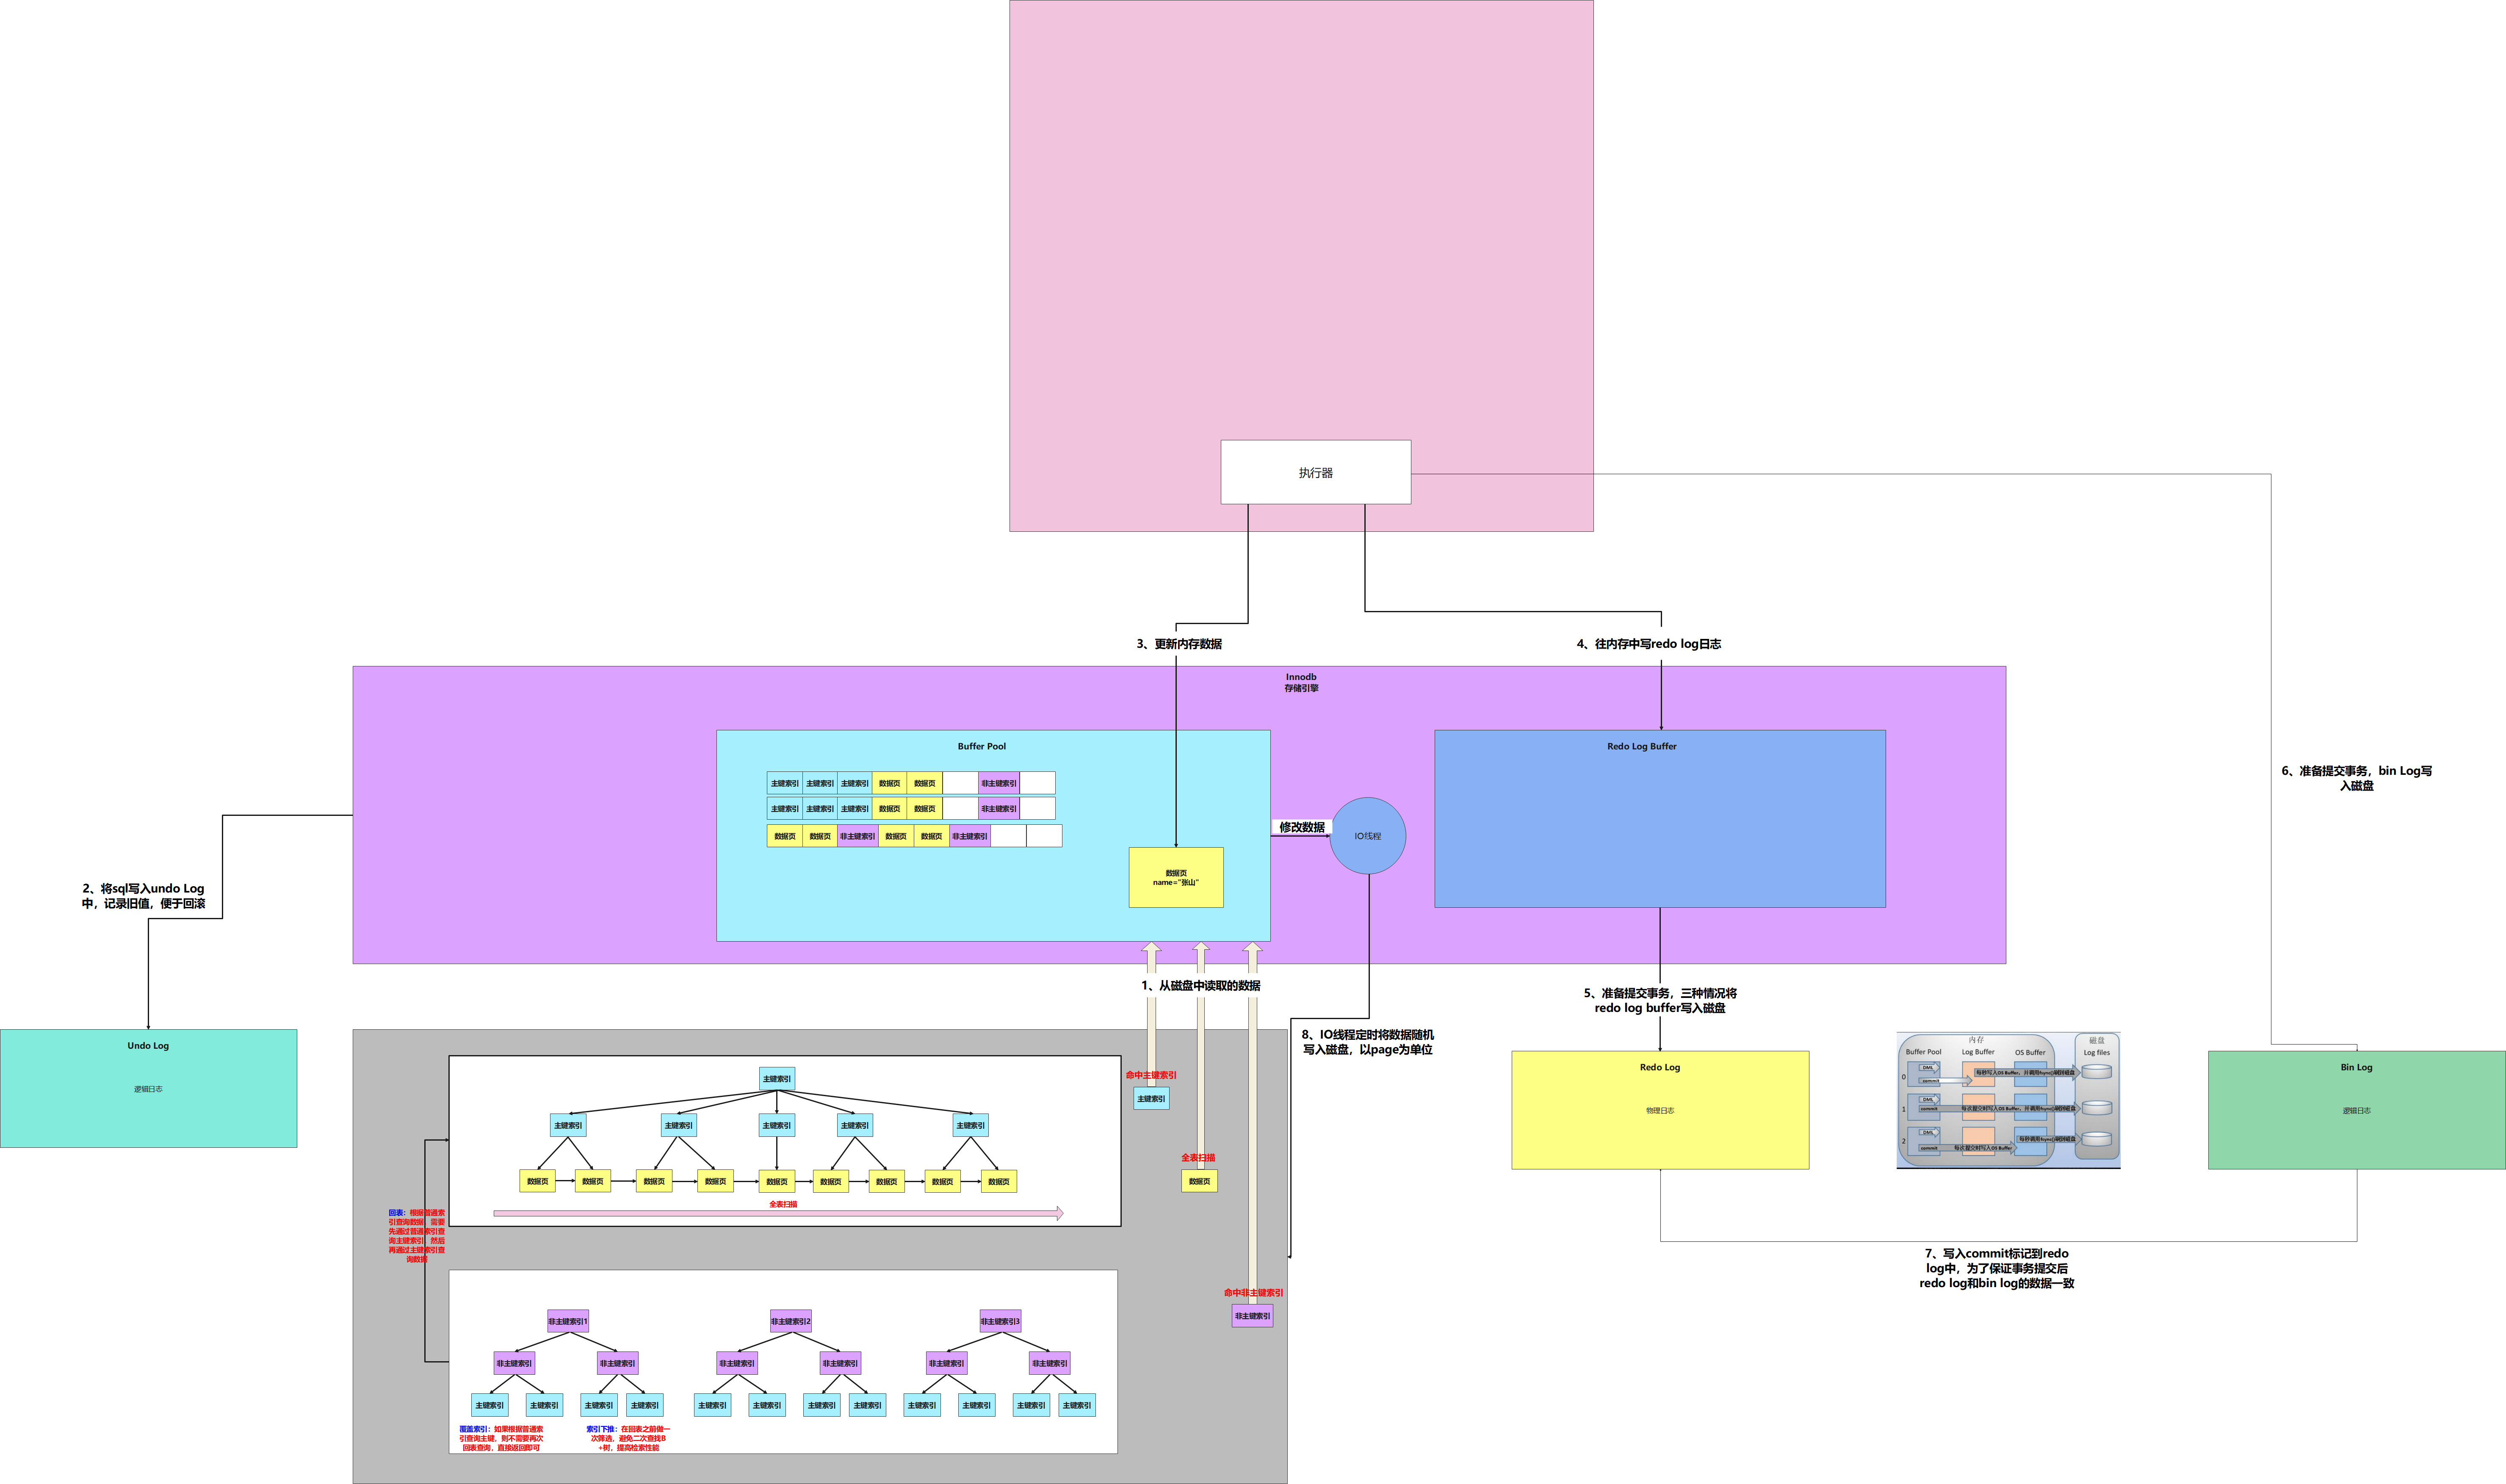 执行器
3、更新内存数据
4、往内存中写redo log日志
Innodb
存储引擎
Buffer Pool
主键索引 主键索引 主键索引 数据页 数据页 非主键索引
主键索引 主键索引 主键索引 数据页 数据页 非主键索引
数据页 数据页 非主键索引 数据页 数据页 非主键索引
数据页
name="张山"
修改数据
IO线程
Redo Log Buffer
6、准备提交事务，bin Log写
入磁盘
2、将sql写入undo Log
中，记录旧值，便于回滚
1、从磁盘中读取的数据
5、准备提交事务，三种情况将
redo log buffer写入磁盘
8、IO线程定时将数据随机
写入磁盘，以page为单位
Undo Log
逻辑日志
主键索引
主键索引 主键索引 主键索引 主键索引 主键索引
数据页 数据页 数据页 数据页 数据页 数据页 数据页 数据页 数据页
全表扫描
命中主键索引
主键索引
全表扫描
数据页
命中非主键索引
非主键索引
回表：根据普通索
引查询数据，需要
先通过普通索引查
询主键索引，然后
再通过主键索引查
询数据
非主键索引1 非主键索引2 非主键索引3
非主键索引 非主键索引 非主键索引 非主键索引 非主键索引 非主键索引
主键索引 主键索引 主键索引 主键索引 主键索引 主键索引 主键索引 主键索引 主键索引 主键索引 主键索引 主键索引
覆盖索引：如果根据普通索
引查询主键，则不需要再次
回表查询，直接返回即可
索引下推：在回表之前做一
次筛选，避免二次查找B
+树，提高检索性能
Redo Log
物理日志
内存 磁盘
Buffer Pool Log Buffer OS Buffer Log files
0 DML
commit 每秒写入OS Buffer，并调用fsync()刷到磁盘
1 DML
commit 每次提交时写入OS Buffer，并调用fsync()刷到磁盘
2 DML 每秒调用fsync()刷到磁盘
commit 每次提交时写入OS Buffer
Bin Log
逻辑日志
7、写入commit标记到redo
log中，为了保证事务提交后
redo log和bin log的数据一致